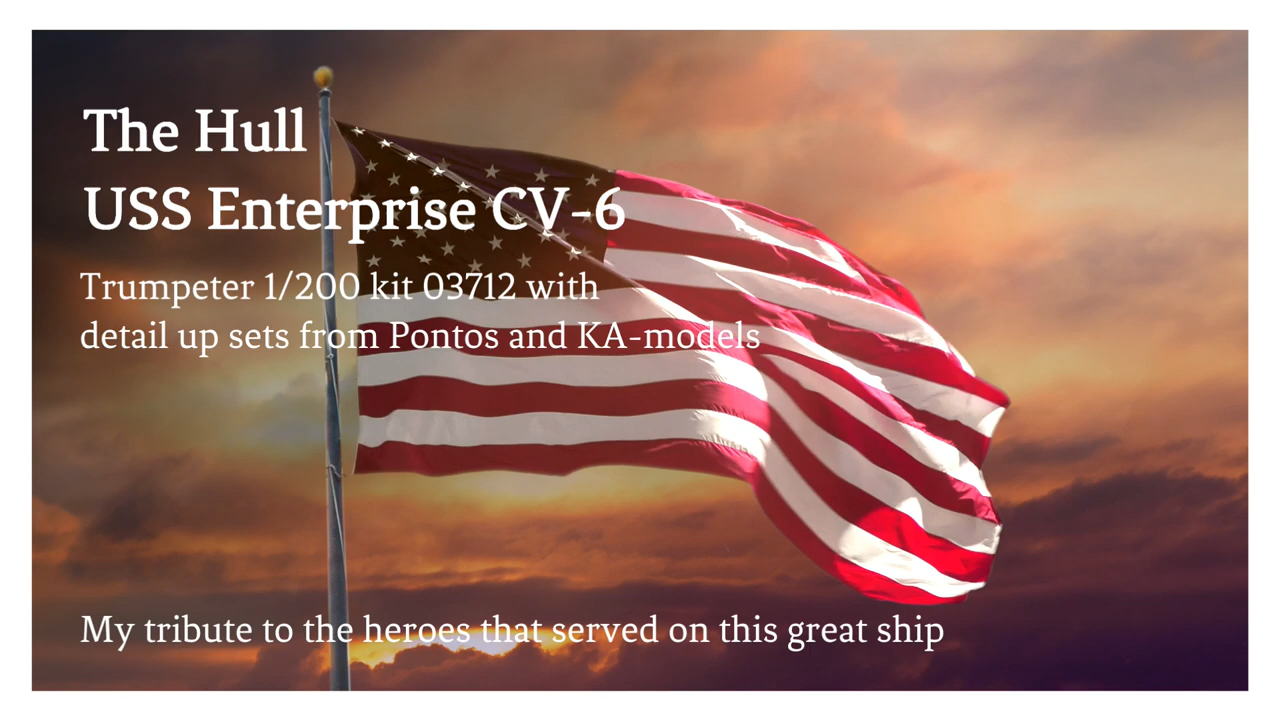 The Hull
USS Enterprise CV-6
Trumpeter 1/200 kit 03712 with
detail up sets from Pontos and KA-models
My tribute to the heroes that served on this great ship